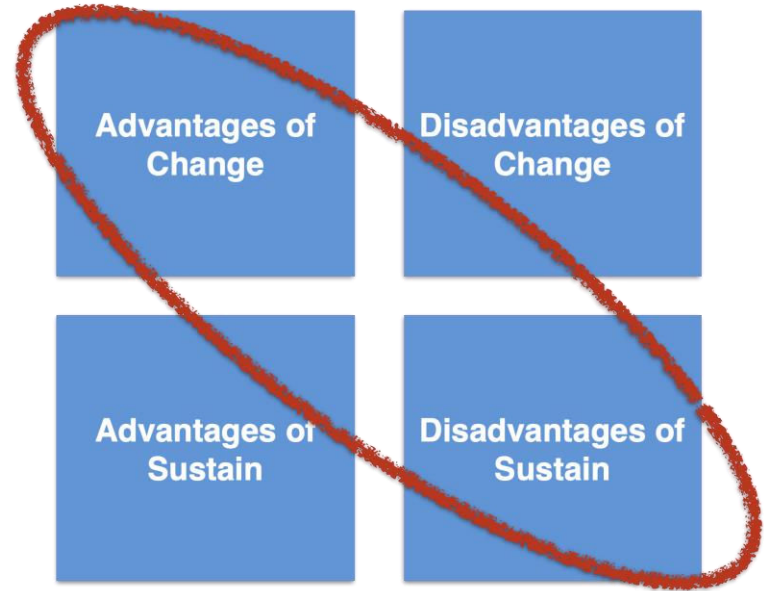 Advantages of
Change
Disadvantages of
Change
Advantages of
Sustain
Disadvantages of
Sustain